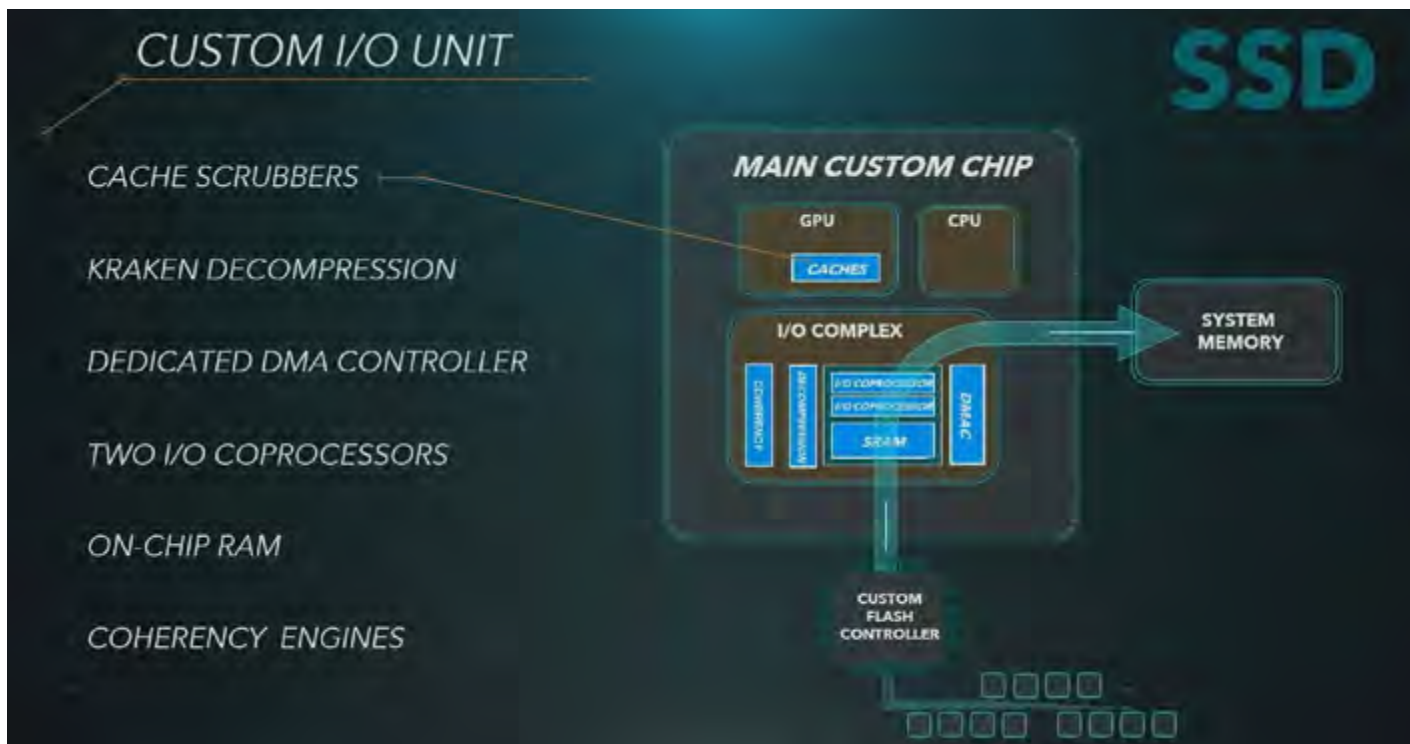 CUSTOM I/O UNIT
SSD
CACHE SCRUBBERS
KRAKEN DECOMPRESSION
DEDICATED DMA CONTROLLER
TWO I/O COPROCESSORS
ON-CHIP RAM
COHERENCY ENGINES
MAIN CUSTOM CHIP
GPU
CPU
CACHES
I/O COMPLEX
COHERENCY
DECOMPRESSION
I/O COPROCESSOR
I/O COPROCESSOR
SRAM
DMAC
SYSTEM
MEMORY
CUSTOM
FLASH
CONTROLLER